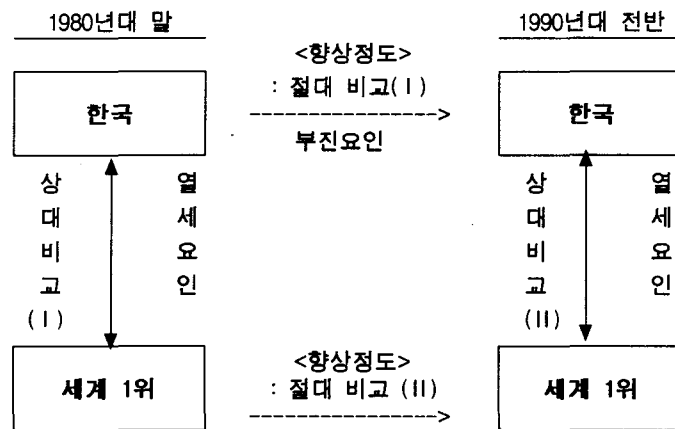 1980년대 말
1990년대 전반
<향상정도>
: 절대 비교(Ⅰ)
부진요인
한국
한국
상대비교(Ⅰ)
열세요인
상대비교(Ⅱ)
열세요인
<향상정도>
: 절대 비교 (Ⅱ)
세계 1위
세계 1위